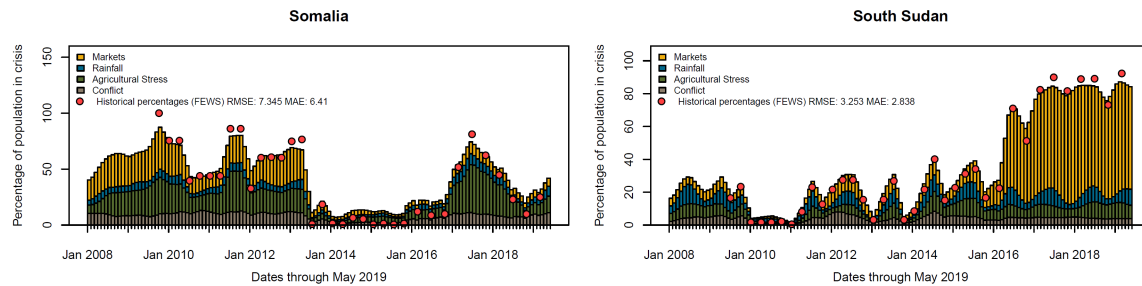 Somalia
Percentage of population in crisis
150
100
50
0
Markets
Rainfall
Agricultural Stress
Conflict
Historical percentages (FEWS) RMSE: 7.345 MAE: 6.41
Jan 2008 Jan 2010 Jan 2012 Jan 2014 Jan 2016 Jan 2018
Dates through May 2019
South Sudan
Percentage of population in crisis
100
80
60
40
20
0
Markets
Rainfall
Agricultural Stress
Conflict
Historical percentages (FEWS) RMSE: 3.253 MAE: 2.838
Jan 2008 Jan 2010 Jan 2012 Jan 2014 Jan 2016 Jan 2018
Dates through May 2019